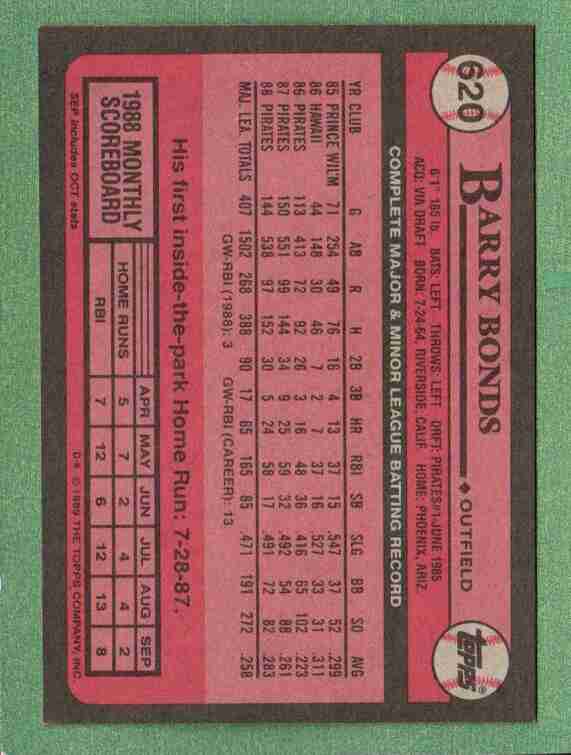 620
BARRY BONDS ♦ OUTFIELD
topps®
6'1" 185 lb. BATS: LEFT THROWS: LEFT DRFT: PIRATES#1-JUNE 1985
ACQ: VIA DRAFT BORN: 7-24-64, RIVERSIDE, CALIF. HOME: PHOENIX, ARIZ.
COMPLETE MAJOR & MINOR LEAGUE BATTING RECORD
YR CLUB G AB R H 2B 3B HR RBI SB SLG BB SO AVG
85 PRINCE WIL'M 71 254 49 76 16 4 13 37 15 .547 37 52 .299
86 HAWAII 44 148 30 46 7 2 7 37 16 .527 33 31 .311
86 PIRATES 113 413 72 92 26 3 16 48 36 .416 65 102 .223
87 PIRATES 150 551 99 144 34 9 25 59 32 .492 54 88 .261
88 PIRATES 144 538 97 152 30 5 24 58 17 .491 72 82 .283
MAJ. LEA. TOTALS 407 1502 268 388 90 17 65 165 85 .471 191 272 .258
GW-RBI (1988): 3 GW-RBI (CAREER): 13
His first inside-the-park Home Run: 7-28-87.
1988 MONTHLY
SCOREBOARD
APR MAY JUN JUL AUG SEP
HOME RUNS 5 7 2 4 4 2
RBI 7 12 6 12 13 8
SEP includes OCT stats
D-4 © 1989 THE TOPPS COMPANY, INC.